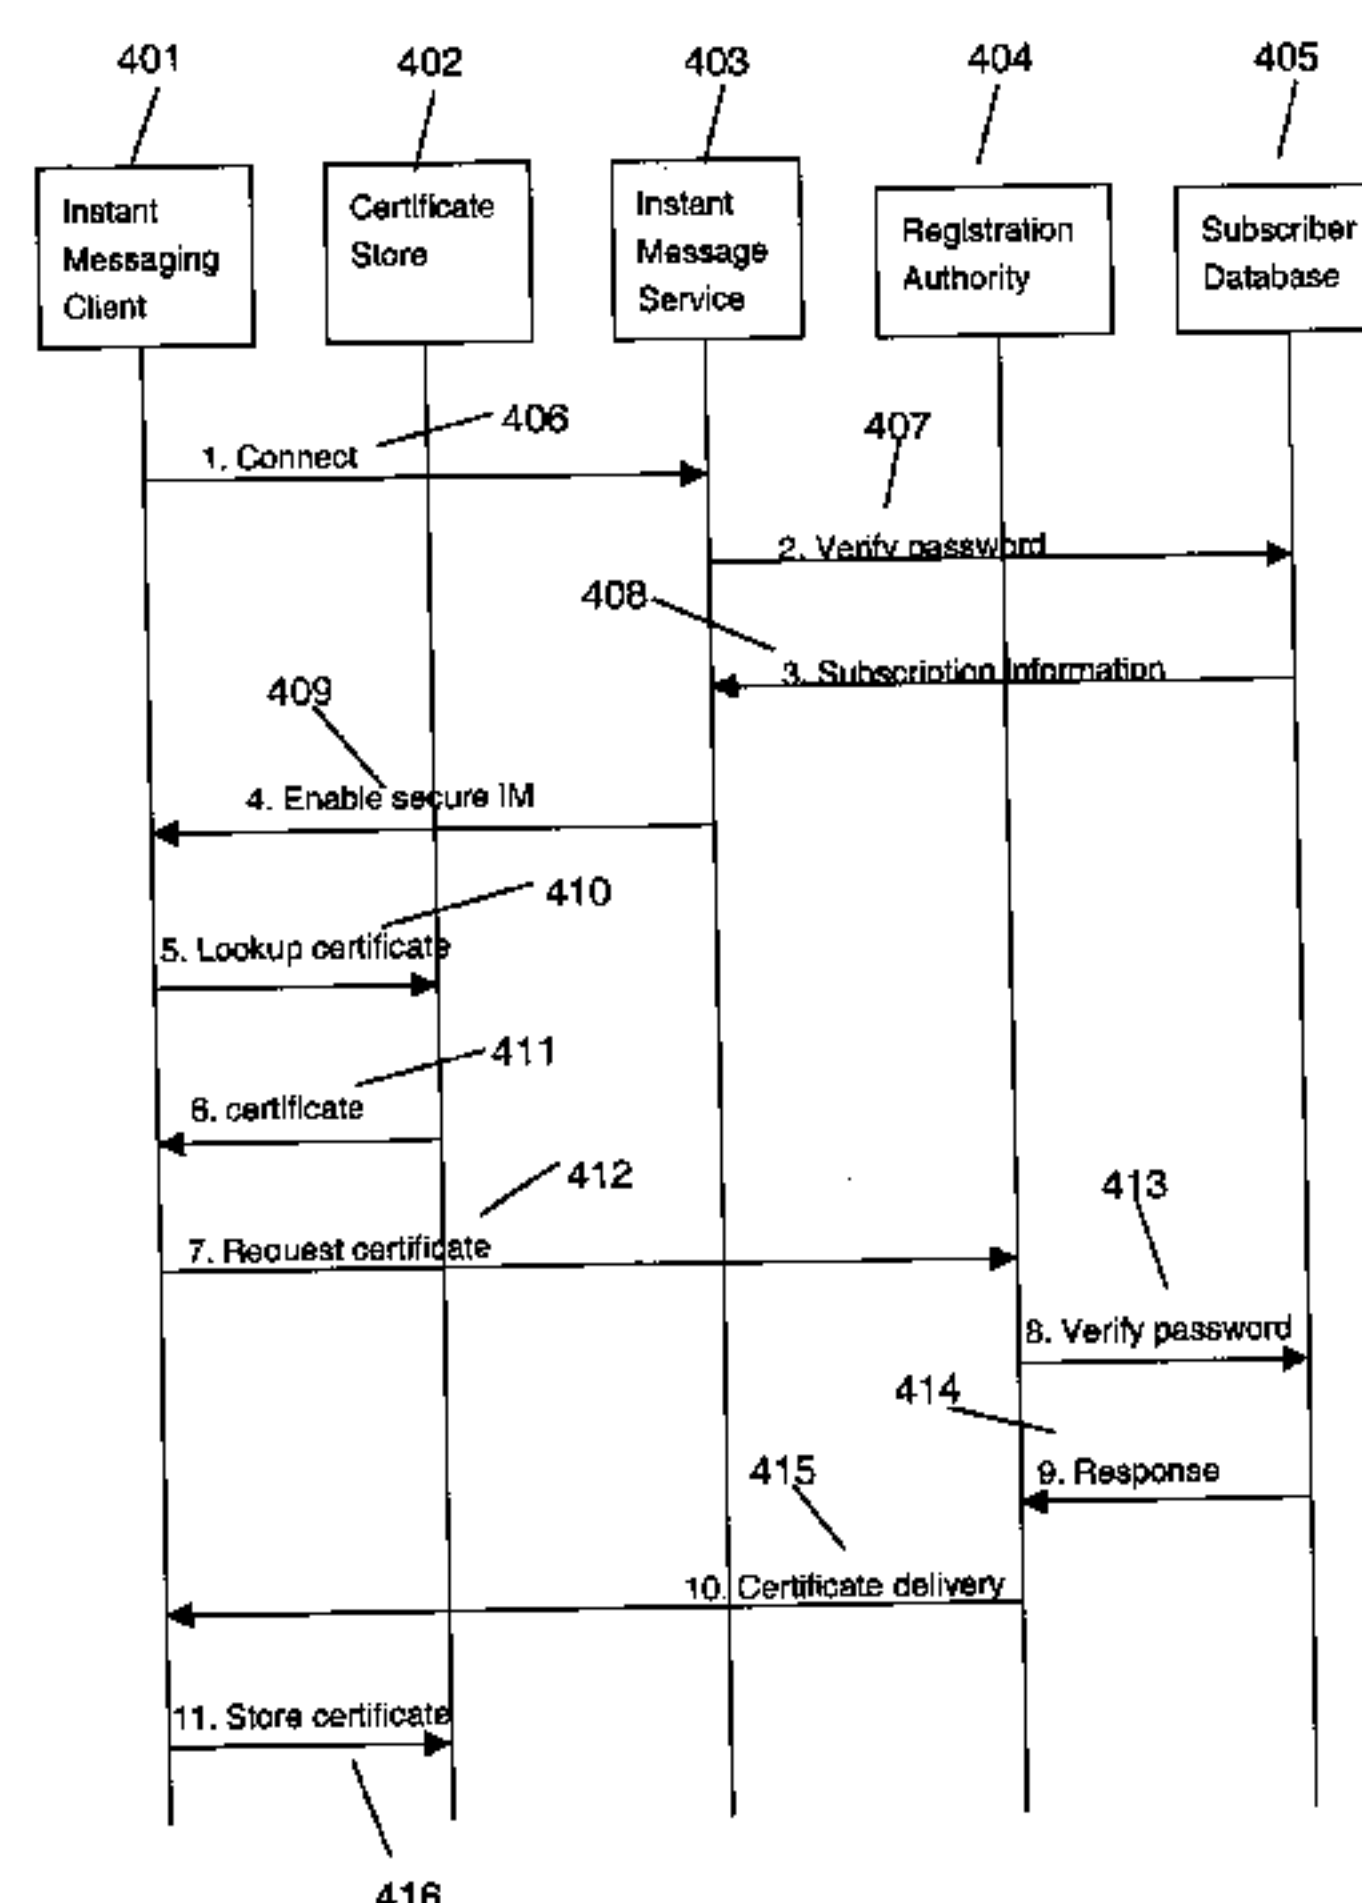 401 402 403 404 405
Instant
Messaging
Client
Certificate
Store
Instant
Message
Service
Registration
Authority
Subscriber
Database
406
1. Connect
407
2. Verify password
408
3. Subscription Information
409
4. Enable secure IM
410
5. Lookup certificate
411
6. certificate
412
7. Request certificate
413
8. Verify password
414
9. Response
415
10. Certificate delivery
11. Store certificate
416